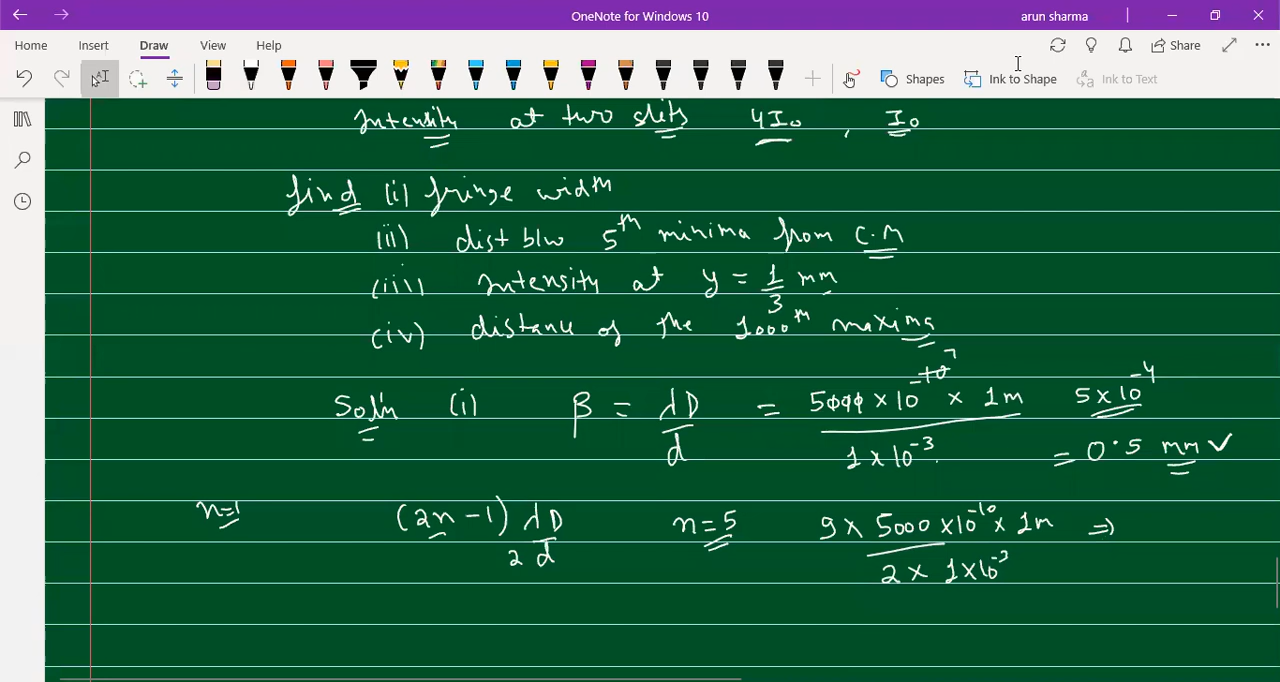 OneNote for Windows 10
arun sharma
Home Insert Draw View Help
Share
Shapes Ink to Shape Ink to Text
Intensity at two slits 4I₀ , I₀
find (i) fringe width
(ii) dist b/w 5th minima from C.M
(iii) Intensity at y = 1/3 mm
(iv) distance of the 1000th maxima
Soln (i) β = λD/d = 5000 × 10⁻¹⁰ ⁷ × 1m / 1 × 10⁻³ 5 × 10⁻⁴
= 0.5 mm ✓
n=1 (2n-1) λD/2d n=5 9 × 5000 × 10⁻¹⁰ × 1m / 2 × 1×10⁻³ ⇒